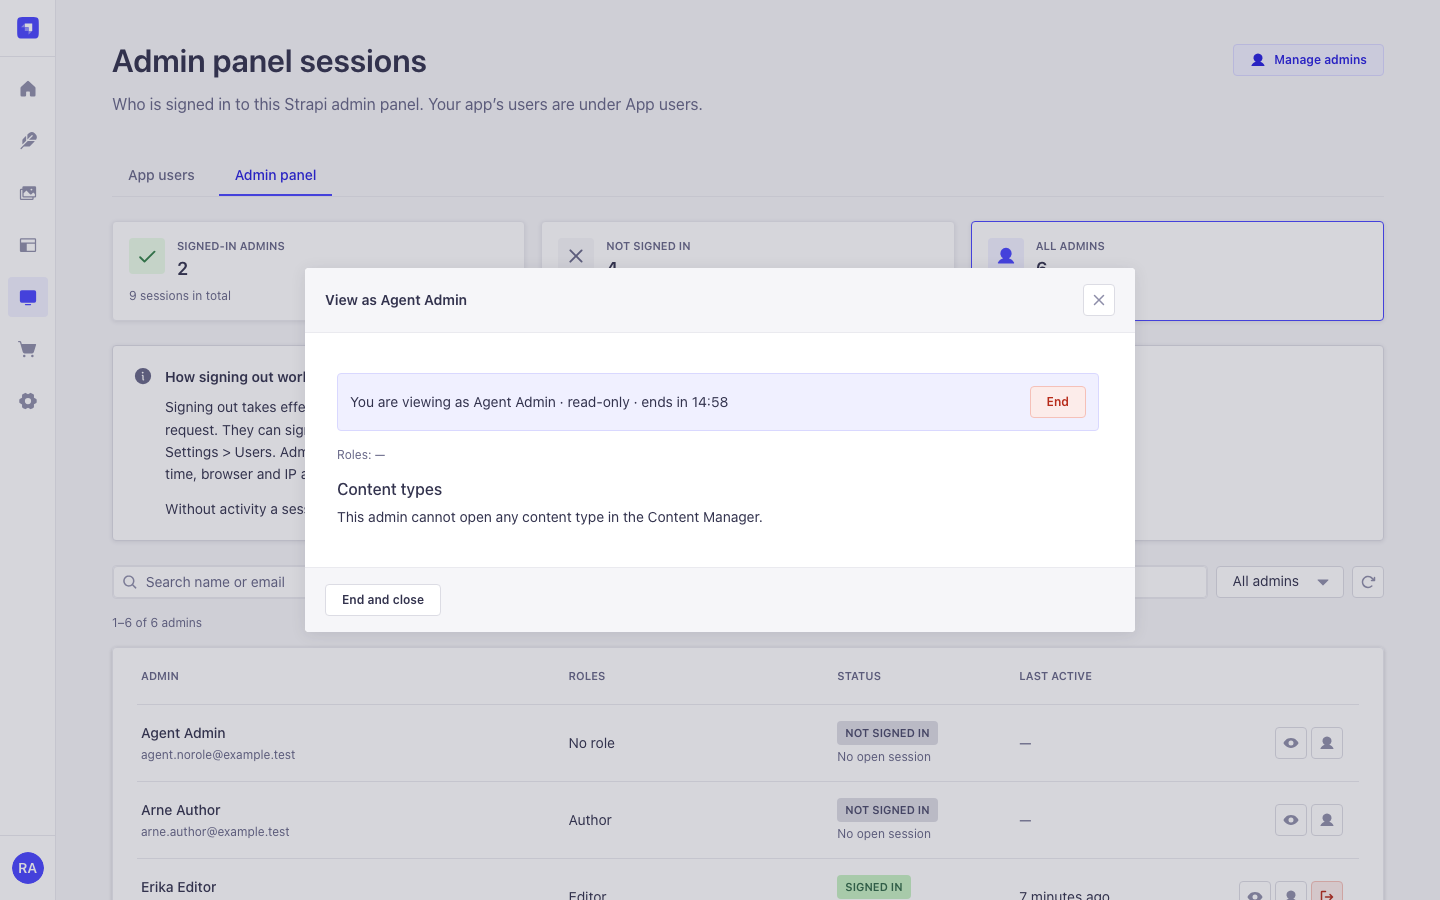 Admin panel sessions
Manage admins
Who is signed in to this Strapi admin panel. Your app's users are under App users.
App users
Admin panel
SIGNED-IN ADMINS
2
9 sessions in total
NOT SIGNED IN
ALL ADMINS
View as Agent Admin
How signing out
Signing out takes
request. They can
Settings > Users.
time, browser and IP
Without activity a
You are viewing as Agent Admin · read-only · ends in 14:58
End
Roles: —
Content types
This admin cannot open any content type in the Content Manager.
End and close
Search name or email
All admins
1–6 of 6 admins
ADMIN
ROLES
STATUS
LAST ACTIVE
Agent Admin
agent.norole@example.test
No role
NOT SIGNED IN
No open session
—
Arne Author
arne.author@example.test
Author
NOT SIGNED IN
No open session
—
Erika Editor
Editor
SIGNED IN
7 minutes ago
RA